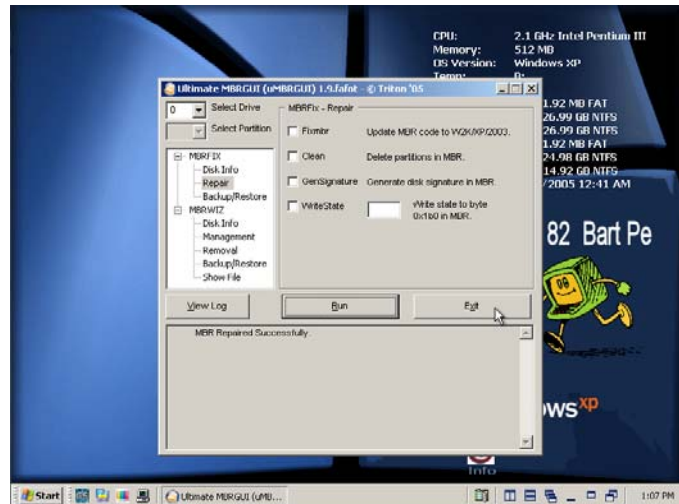 CPU: 2.1 GHz Intel Pentium III
Memory: 512 MB
OS Version: Windows XP
Ultimate MBRGUI (uMBRGUI) 1.9.fafot - © Triton '05
1.92 MB FAT
26.99 GB NTFS
26.99 GB NTFS
1.92 MB FAT
24.98 GB NTFS
14.92 GB NTFS
/2005 12:41 AM
0 Select Drive
Select Partition
MBRFIX
Disk Info
Repair
Backup/Restore
MBRWIZ
Disk Info
Management
Removal
Backup/Restore
Show File
MBRFix - Repair
Fixmbr Update MBR code to W2K/XP/2003.
Clean Delete partitions in MBR.
GenSignature Generate disk signature in MBR.
WriteState Write state to byte
0x1b0 in MBR.
82 Bart Pe
View Log Run Exit
MBR Repaired Successfully.
ows xp
Info
Start Ultimate MBRGUI (uMB... 1:07 PM